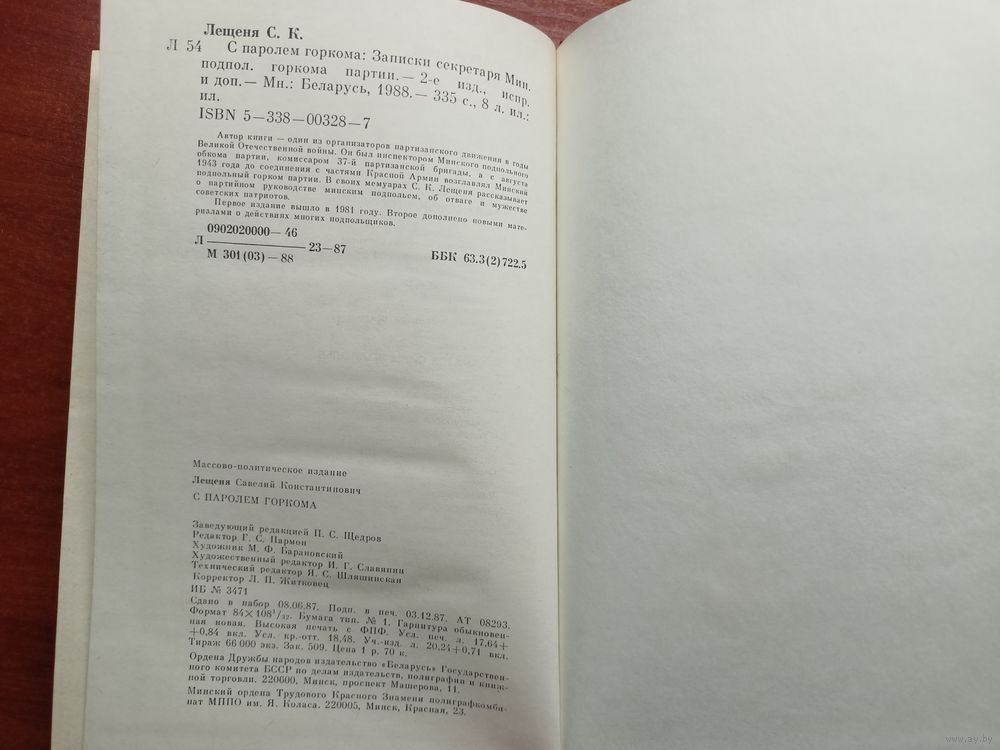 Лещеня С. К.
Л 54 С паролем горкома: Записки секретаря Мин.
подпол. горкома партии.— 2-е изд., испр.
и доп.— Мн.: Беларусь, 1988.— 335 с., 8 л. ил.:
ил.
ISBN 5—338—00328—7
Автор книги — один из организаторов партизанского движения в годы
Великой Отечественной войны. Он был инспектором Минского подпольного
обкома партии, комиссаром 37-й партизанской бригады, а с августа
1943 года до соединения с частями Красной Армии возглавлял Минский
подпольный горком партии. В своих мемуарах С. К. Лещеня рассказывает
о партийном руководстве минским подпольем, об отваге и мужестве
советских патриотов.
Первое издание вышло в 1981 году. Второе дополнено новыми мате-
риалами о действиях многих подпольщиков.
0902020000—46
Л ——— 23—87
М 301(03)—88
ББК 63.3(2)722.5
Массово-политическое издание
Лещеня Савелий Константинович
С ПАРОЛЕМ ГОРКОМА
Заведующий редакцией П. С. Щедров
Редактор Г. С. Пармон
Художник М. Ф. Барановский
Художественный редактор И. Г. Славянин
Технический редактор Я. С. Шляшинская
Корректор Л. П. Житковец
ИБ № 3471
Сдано в набор 08.06.87. Подп. в печ. 03.12.87. АТ 08293.
Формат 84×108¹/₃₂. Бумага тип. № 1. Гарнитура обыкновен-
ная новая. Высокая печать с ФПФ. Усл. печ. л. 17,64+
+0,84 вкл. Усл. кр.-отт. 18,48. Уч.-изд. л. 20,24+0,71 вкл.
Тираж 66 000 экз. Зак. 509. Цена 1 р. 70 к.
Ордена Дружбы народов издательство «Беларусь» Государствен-
ного комитета БССР по делам издательств, полиграфии и книж-
ной торговли. 220600, Минск, проспект Машерова, 11.
Минский ордена Трудового Красного Знамени полиграфкомби-
нат МППО им. Я. Коласа. 220005, Минск, Красная, 23.
www.ay.by